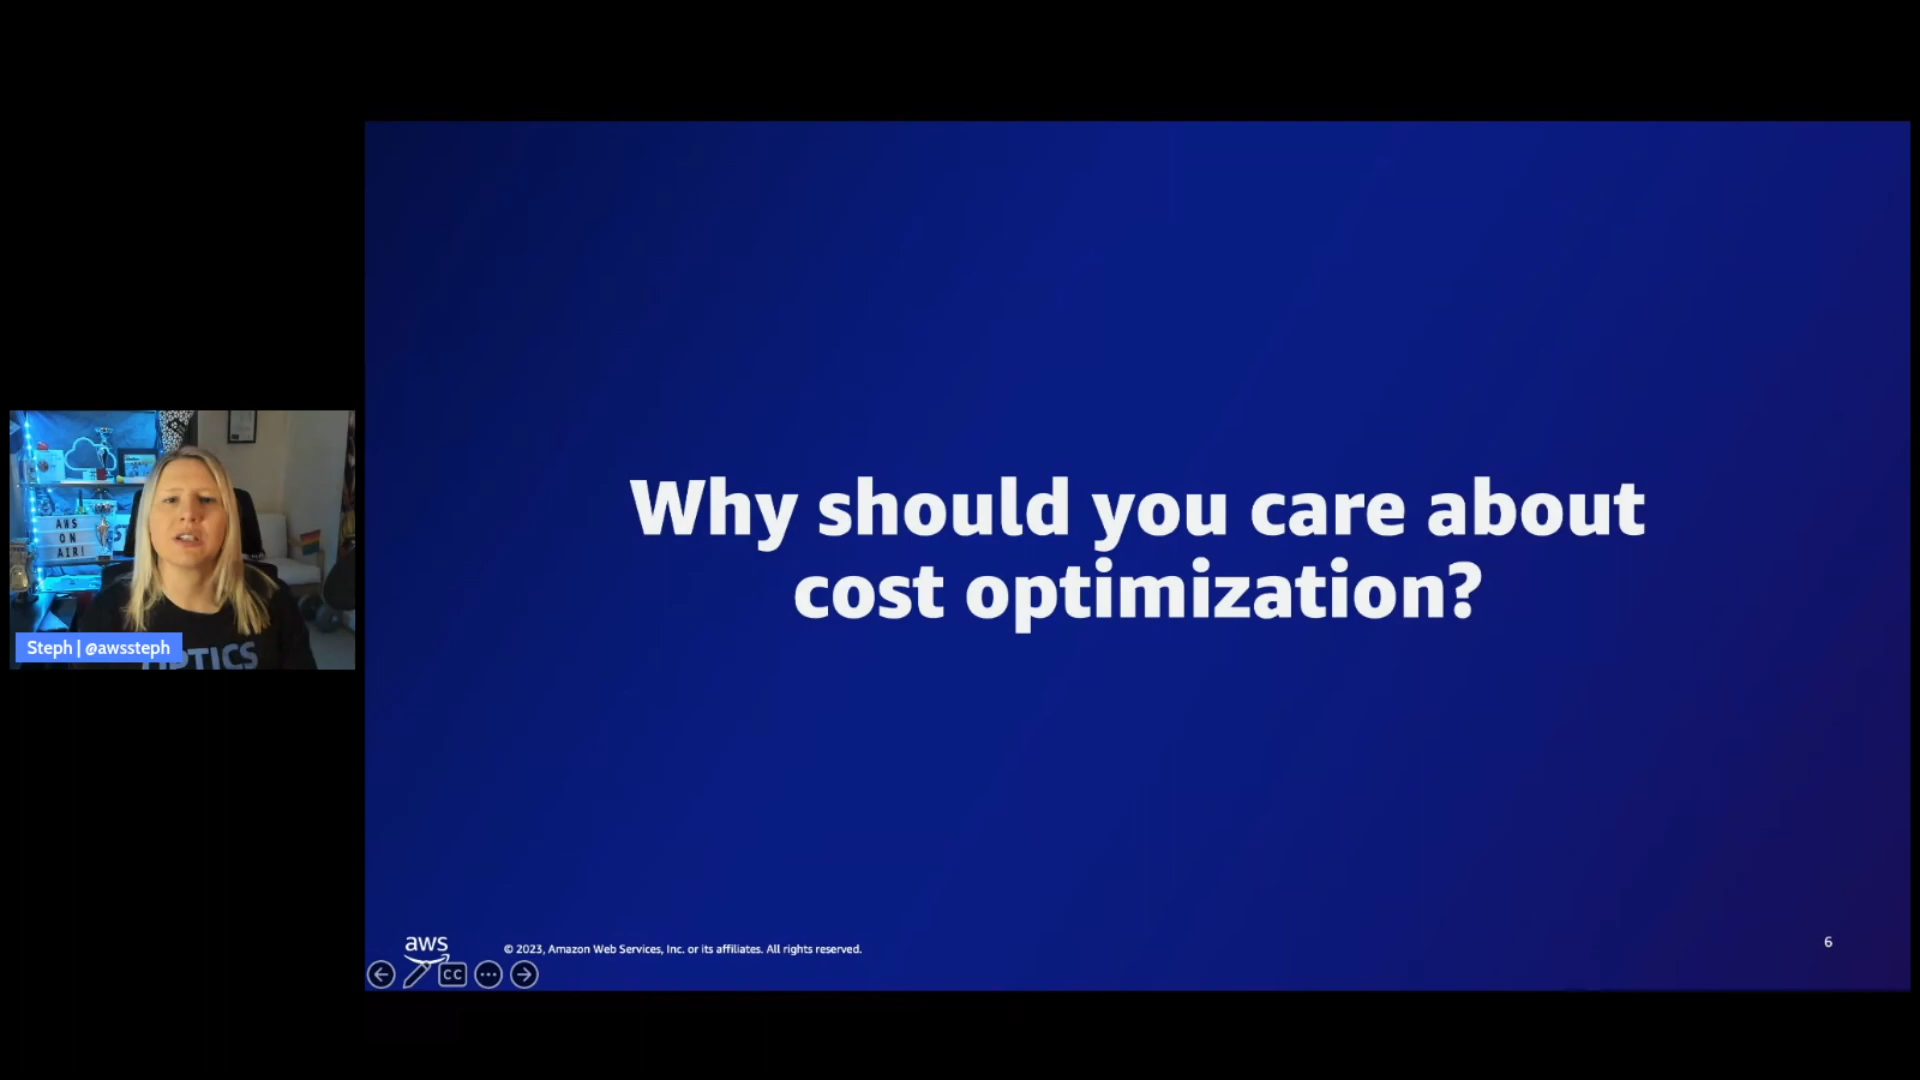 Why should you care about
cost optimization?
AWS
ON
AIR!
Steph | @awssteph
OPTICS
aws
© 2023, Amazon Web Services, Inc. or its affiliates. All rights reserved.
6
CC